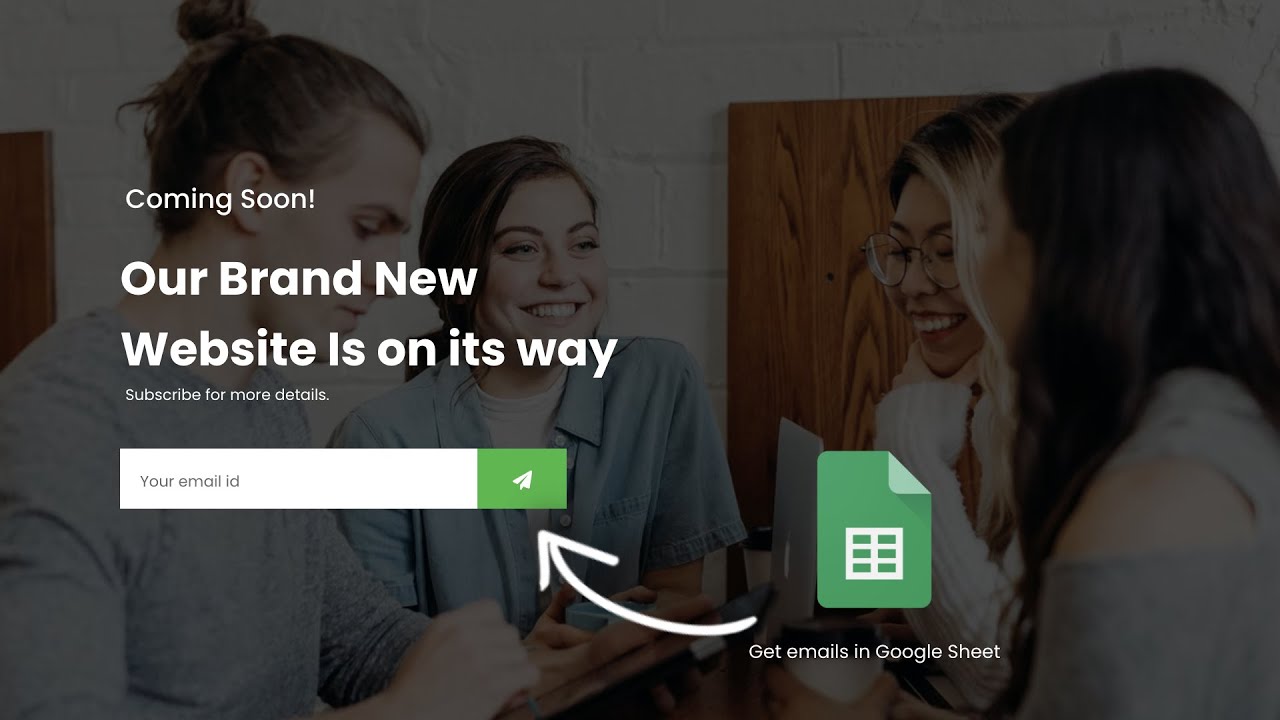 Coming Soon!
Our Brand New
Website Is on its way
Subscribe for more details.
Your email id
Get emails in Google Sheet